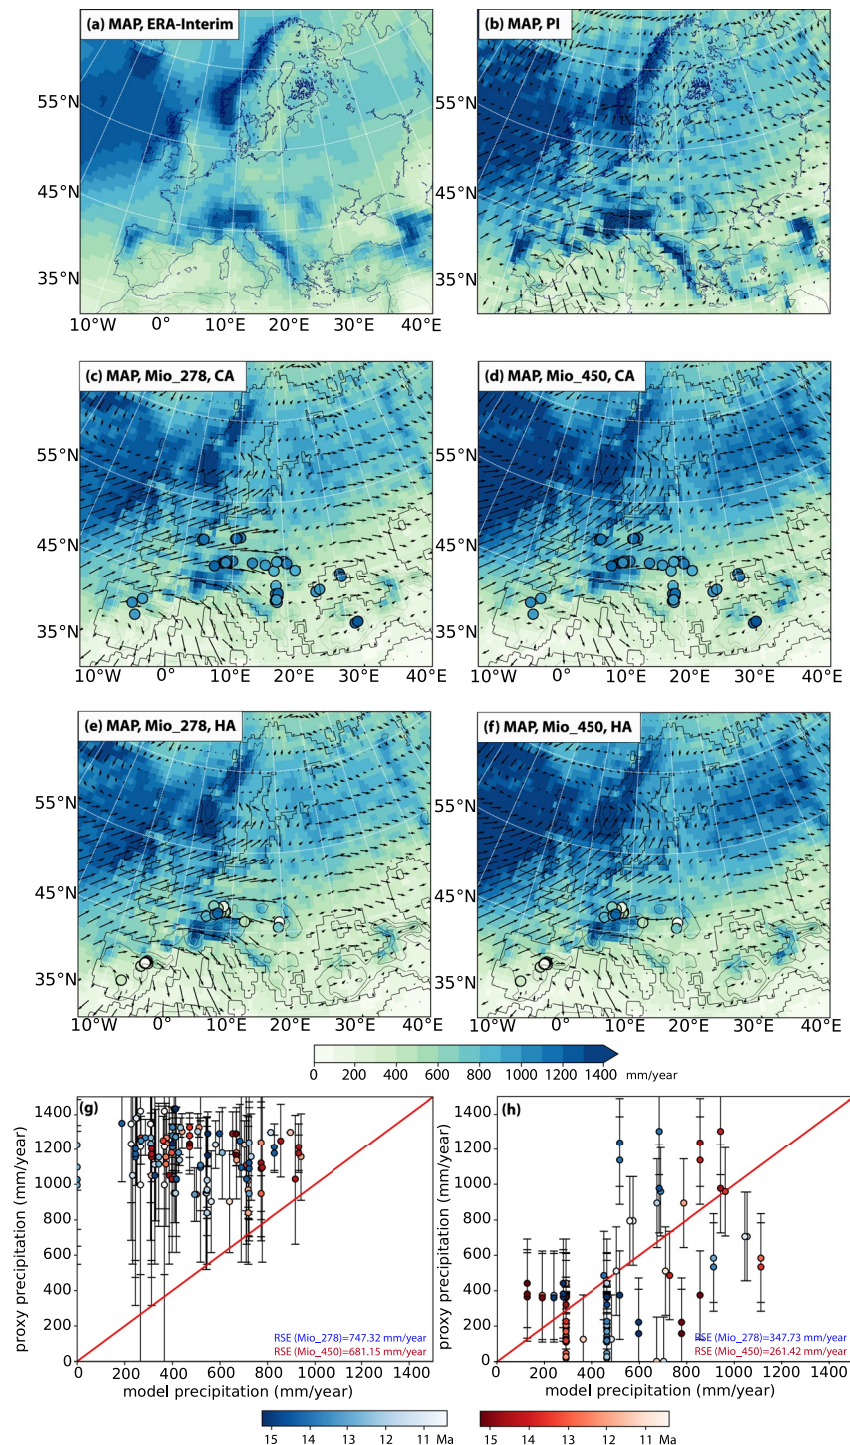 (a) MAP, ERA-Interim
(b) MAP, PI
55°N
55°N
45°N
45°N
35°N
35°N
10°W 0° 10°E 20°E 30°E 40°E
10°W 0° 10°E 20°E 30°E 40°E
(c) MAP, Mio_278, CA
(d) MAP, Mio_450, CA
55°N
55°N
45°N
45°N
35°N
35°N
10°W 0° 10°E 20°E 30°E 40°E
10°W 0° 10°E 20°E 30°E 40°E
(e) MAP, Mio_278, HA
(f) MAP, Mio_450, HA
55°N
55°N
45°N
45°N
35°N
35°N
10°W 0° 10°E 20°E 30°E 40°E
10°W 0° 10°E 20°E 30°E 40°E
0 200 400 600 800 1000 1200 1400 mm/year
(g)
1400
1200
1000
800
600
400
200
0
proxy precipitation (mm/year)
RSE (Mio_278)=747.32 mm/year
RSE (Mio_450)=681.15 mm/year
0 200 400 600 800 1000 1200 1400
model precipitation (mm/year)
(h)
1400
1200
1000
800
600
400
200
0
proxy precipitation (mm/year)
RSE (Mio_278)=347.73 mm/year
RSE (Mio_450)=261.42 mm/year
0 200 400 600 800 1000 1200 1400
model precipitation (mm/year)
15 14 13 12 11 Ma
15 14 13 12 11 Ma